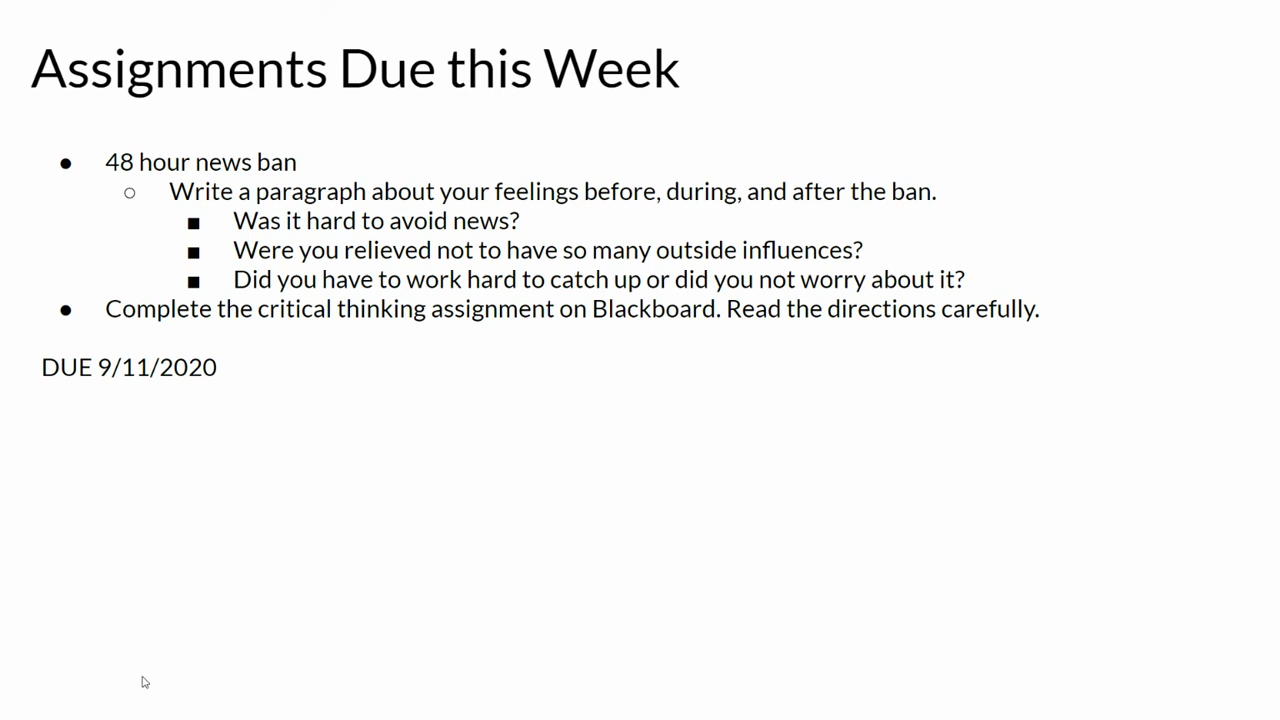 Assignments Due this Week
● 48 hour news ban
○ Write a paragraph about your feelings before, during, and after the ban.
■ Was it hard to avoid news?
■ Were you relieved not to have so many outside influences?
■ Did you have to work hard to catch up or did you not worry about it?
● Complete the critical thinking assignment on Blackboard. Read the directions carefully.
DUE 9/11/2020